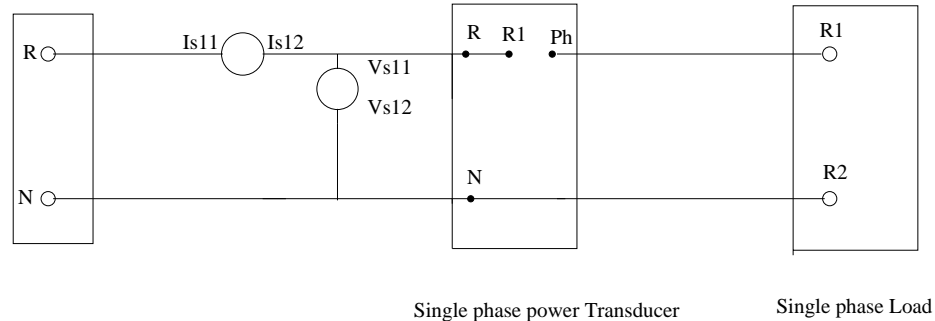 R
Is11
Is12
Vs11
Vs12
N
R
R1
Ph
N
R1
R2
Single phase power Transducer
Single phase Load